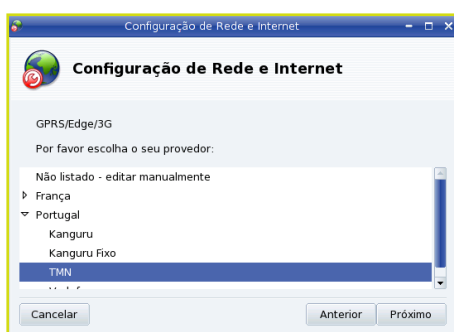 Configuração de Rede e Internet
Configuração de Rede e Internet
GPRS/Edge/3G
Por favor escolha o seu provedor:
Não listado - editar manualmente
França
Portugal
Kanguru
Kanguru Fixo
TMN
Cancelar
Anterior
Próximo